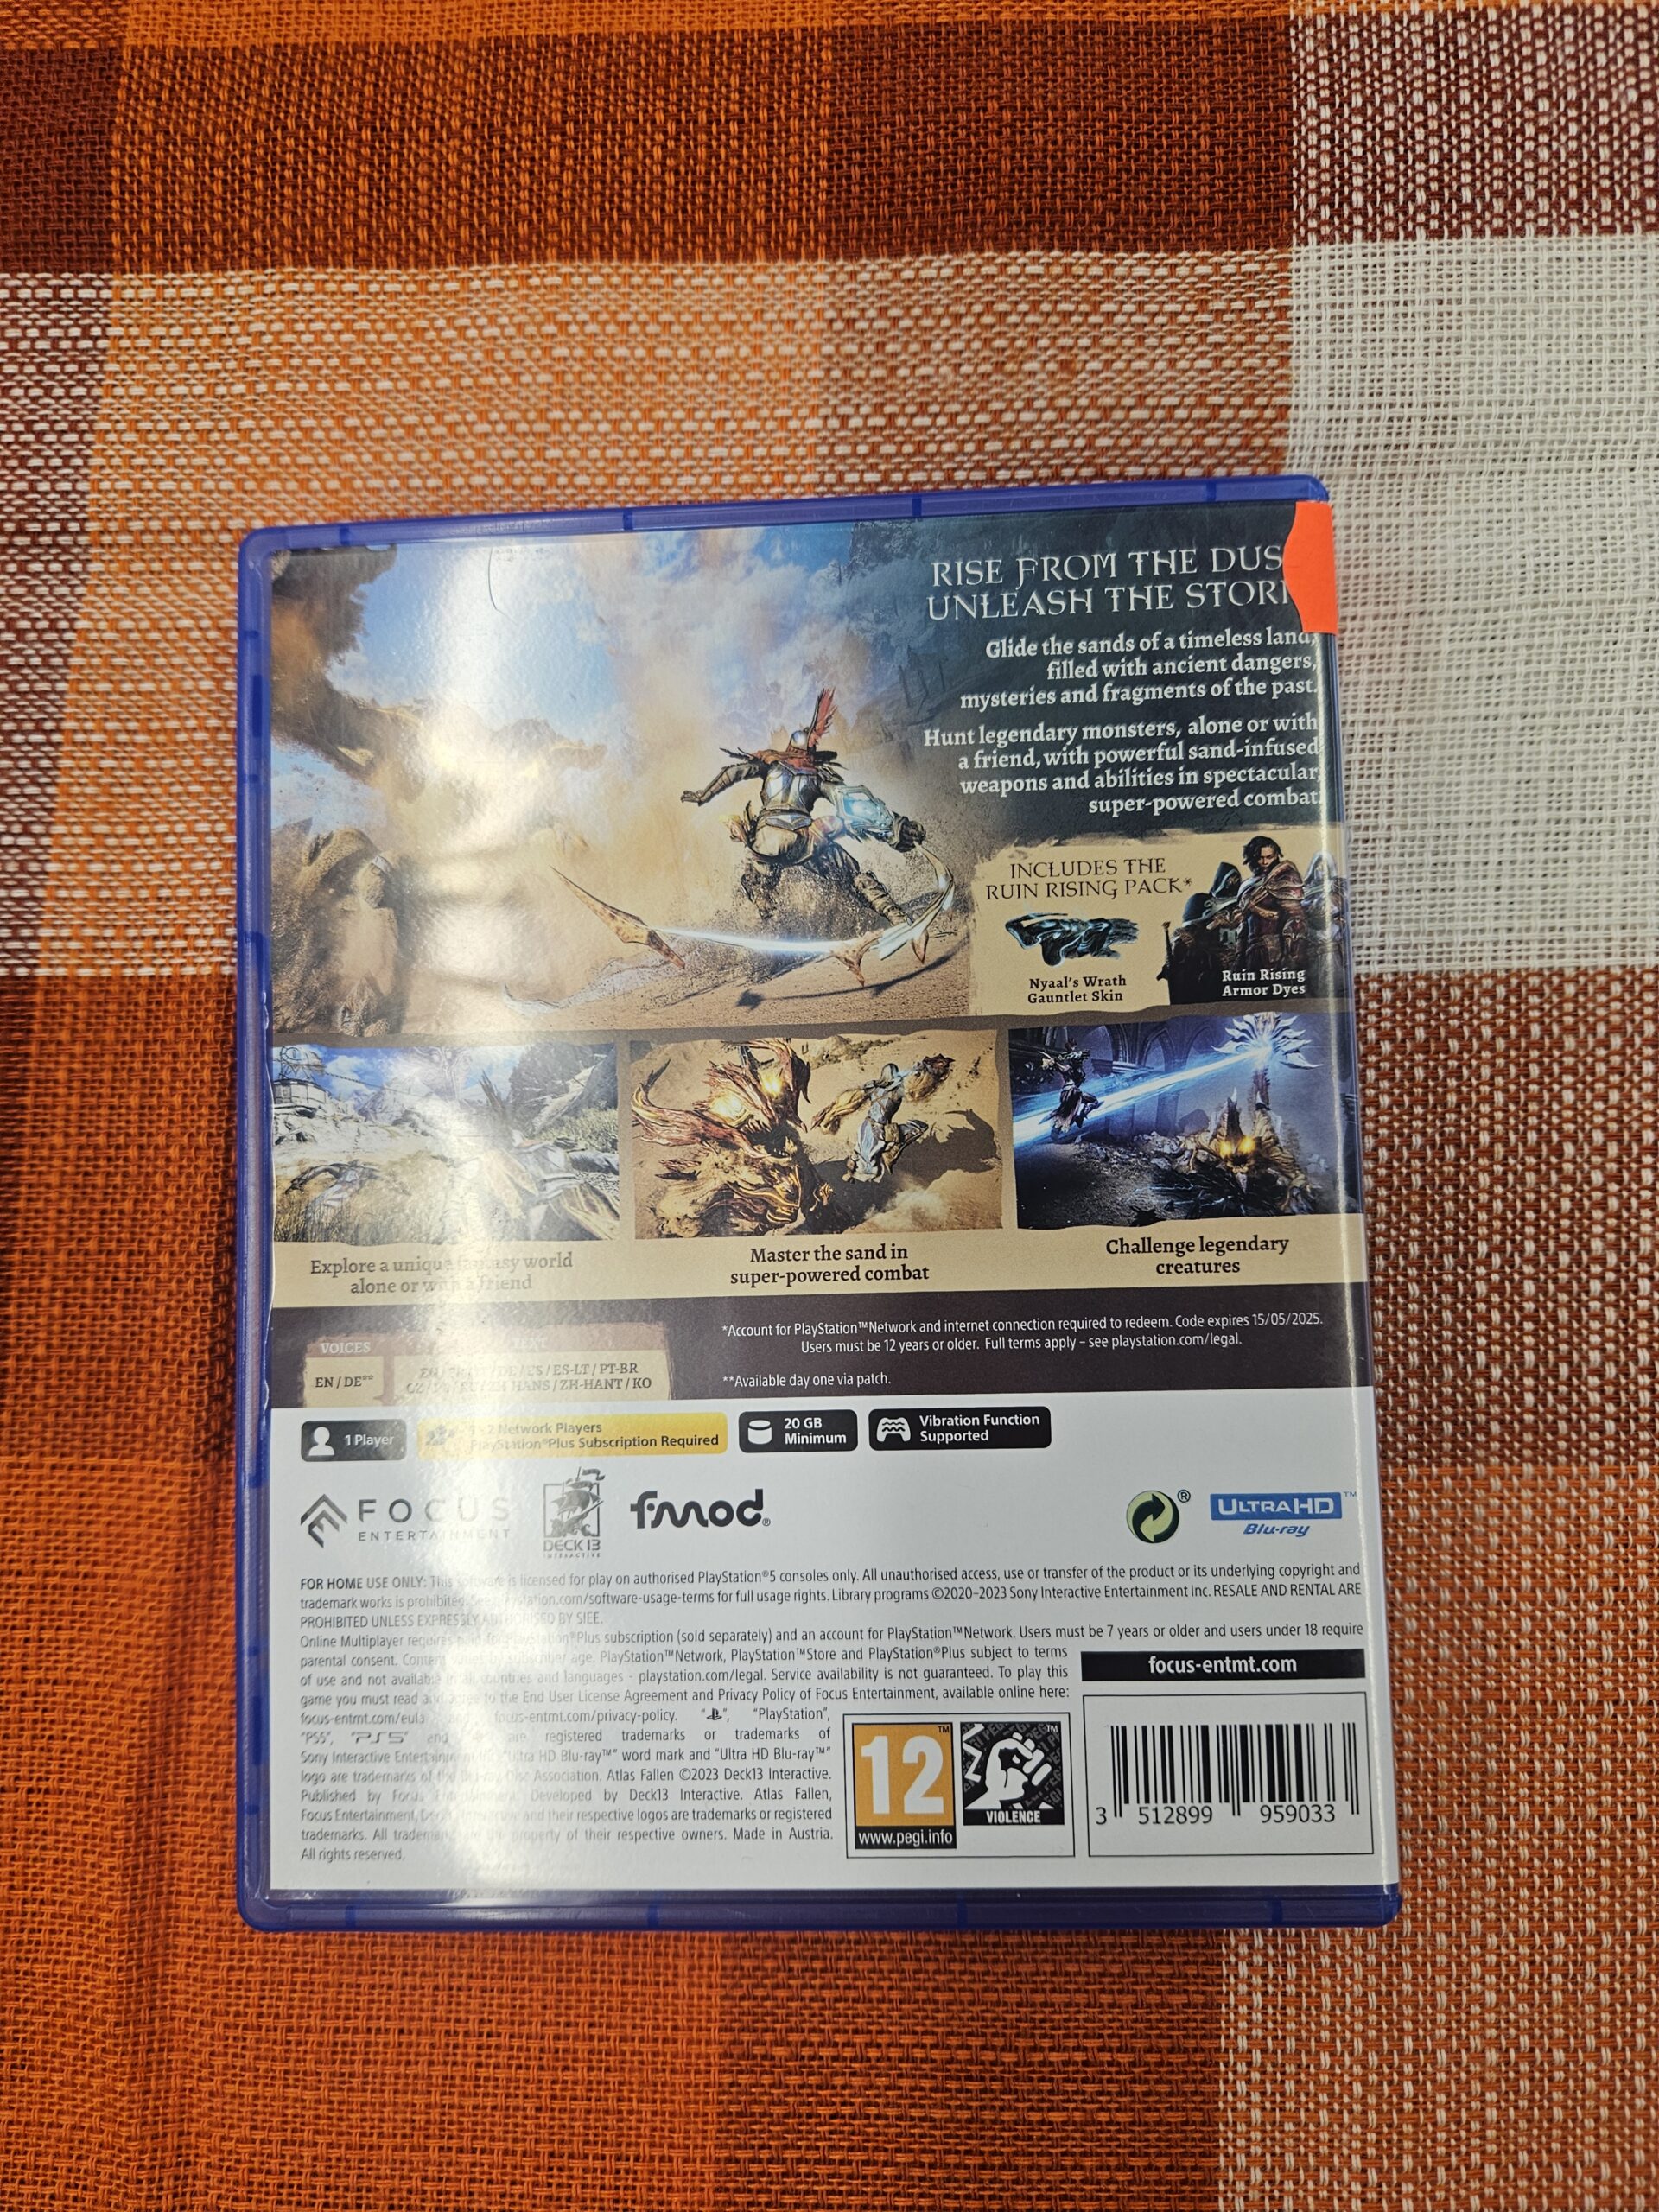 RISE FROM THE DUS
UNLEASH THE STOR
Glide the sands of a timeless land,
filled with ancient dangers,
mysteries and fragments of the past.
Hunt legendary monsters, alone or with
a friend, with powerful sand-infused
weapons and abilities in spectacular,
super-powered combat.
INCLUDES THE
RUIN RISING PACK*
Nyaal's Wrath
Gauntlet Skin
Ruin Rising
Armor Dyes
Explore a unique fantasy world
alone or with a friend
Master the sand in
super-powered combat
Challenge legendary
creatures
*Account for PlayStation™Network and internet connection required to redeem. Code expires 15/05/2025.
Users must be 12 years or older. Full terms apply – see playstation.com/legal.
**Available day one via patch.
VOICES
EN / DE**
ES / ES-LT / PT-BR
ZH-HANT / KO
1 Player
2 Network Players
PlayStation®Plus Subscription Required
20 GB
Minimum
Vibration Function
Supported
FOCUS
ENTERTAINMENT
DECK 13
INTERACTIVE
fmod®
®
ULTRA HD™
Blu-ray
FOR HOME USE ONLY: This software is licensed for play on authorised PlayStation®5 consoles only. All unauthorised access, use or transfer of the product or its underlying copyright and
trademark works is prohibited. station.com/software-usage-terms for full usage rights. Library programs ©2020–2023 Sony Interactive Entertainment Inc. RESALE AND RENTAL ARE
PROHIBITED UNLESS EXPRESSLY AUTHORISED BY SIEE.
Online Multiplayer requires PlayStation®Plus subscription (sold separately) and an account for PlayStation™Network. Users must be 7 years or older and users under 18 require
parental consent. Content subscriber age. PlayStation™Network, PlayStation™Store and PlayStation®Plus subject to terms
of use and not available in all countries and languages - playstation.com/legal. Service availability is not guaranteed. To play this
game you must read and agree to the End User License Agreement and Privacy Policy of Focus Entertainment, available online here:
focus-entmt.com/eula and focus-entmt.com/privacy-policy. "PlayStation",
"PS5", "PS5" are registered trademarks or trademarks of
Sony Interactive Entertainment "Ultra HD Blu-ray™" word mark and "Ultra HD Blu-ray™"
logo are trademarks of the Blu-ray Disc Association. Atlas Fallen ©2023 Deck13 Interactive.
Published by Focus Entertainment. Developed by Deck13 Interactive. Atlas Fallen,
Focus Entertainment, and their respective logos are trademarks or registered
trademarks. All trademarks are the property of their respective owners. Made in Austria.
All rights reserved.
focus-entmt.com
12™
www.pegi.info
VIOLENCE
3 512899 959033